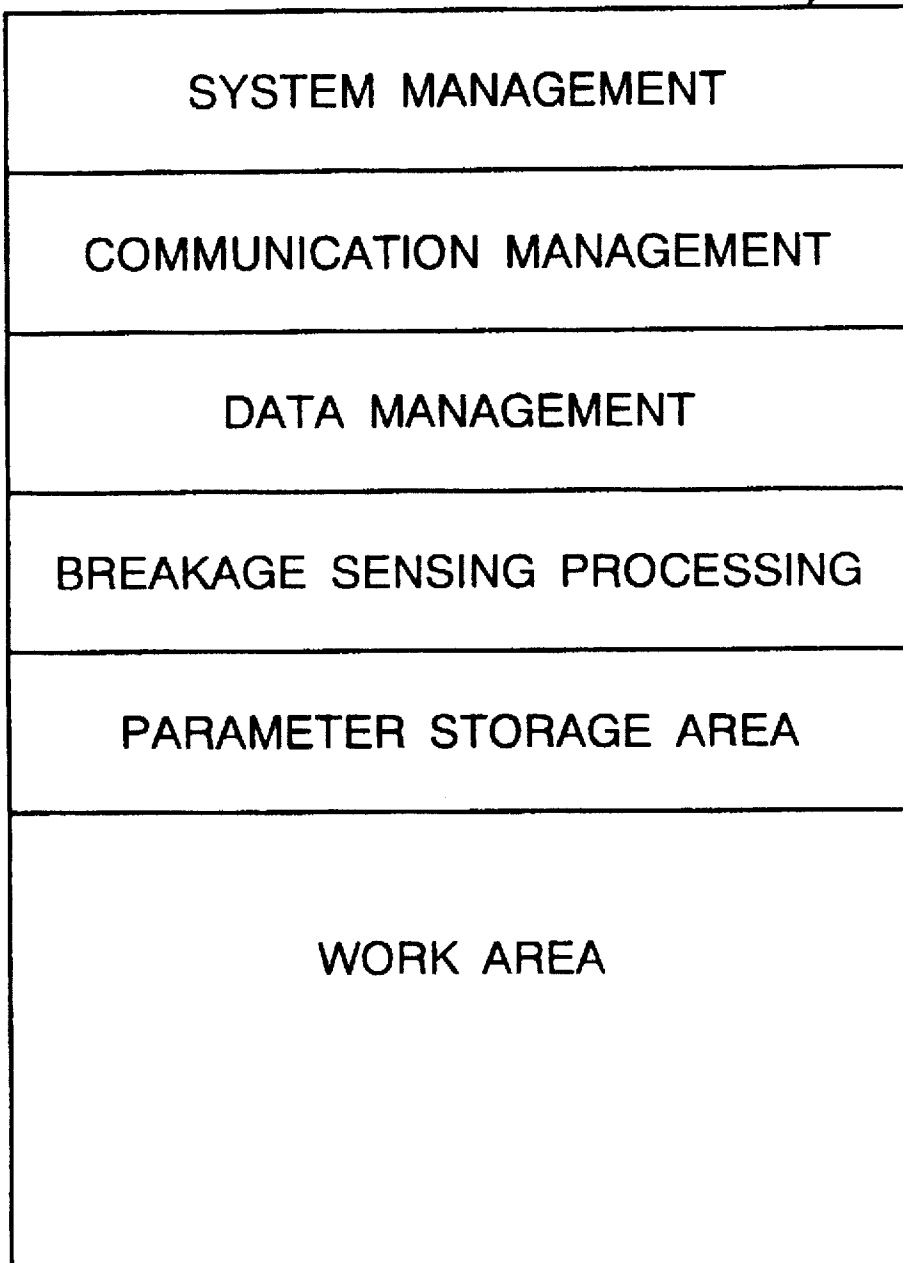 SYSTEM MANAGEMENT
COMMUNICATION MANAGEMENT
DATA MANAGEMENT
BREAKAGE SENSING PROCESSING
PARAMETER STORAGE AREA
WORK AREA